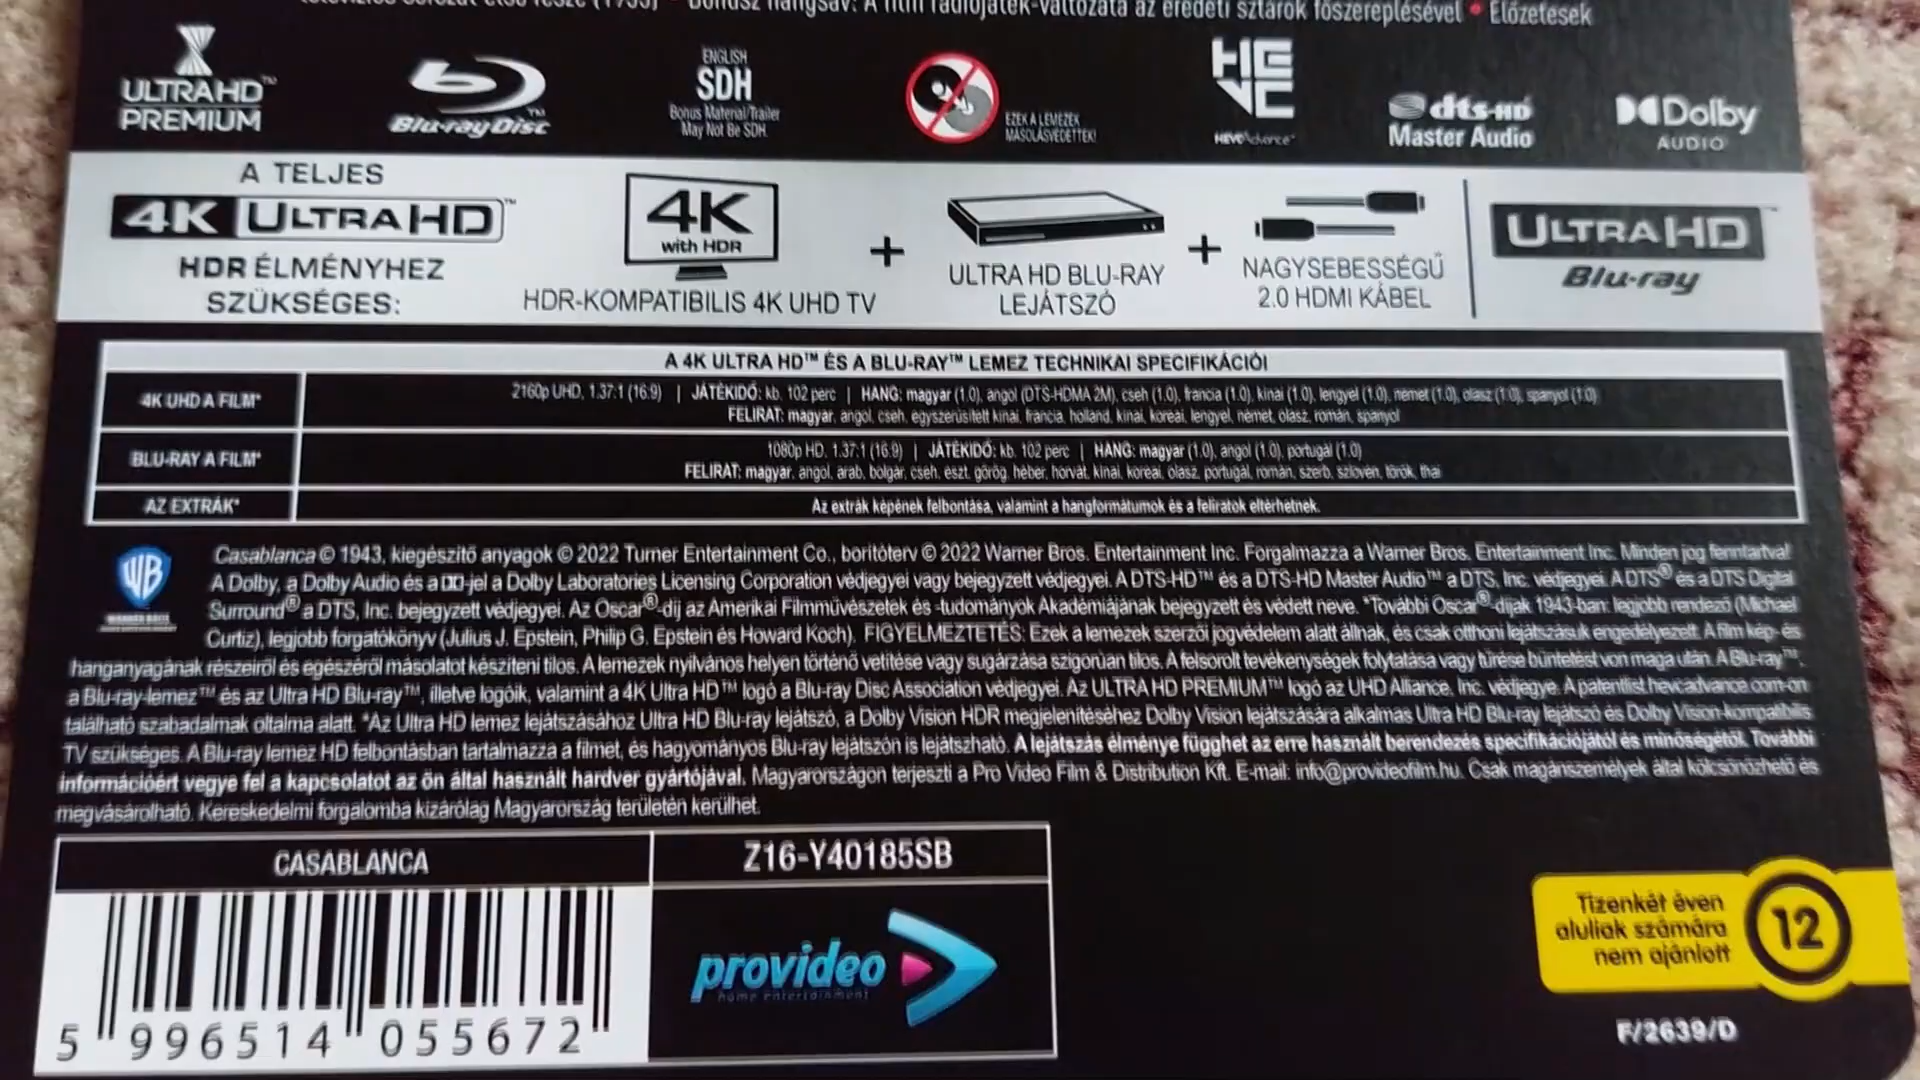 televíziós sorozat első része (1955) • Bónusz hangsáv: A film rádiójáték-változata az eredeti sztárok főszereplésével • Előzetesek
ULTRA HD™
PREMIUM
Blu-ray Disc™
ENGLISH
SDH
Bonus Material/Trailer
May Not Be SDH.
EZEK A LEMEZEK
MÁSOLÁSVÉDETTEK!
HEVC
HEVC Advance™
dts-HD
Master Audio
Dolby
AUDIO
A TELJES
4K ULTRA HD™
HDR ÉLMÉNYHEZ
SZÜKSÉGES:
4K
with HDR
HDR-KOMPATIBILIS 4K UHD TV
+
ULTRA HD BLU-RAY
LEJÁTSZÓ
+
NAGYSEBESSÉGŰ
2.0 HDMI KÁBEL
ULTRA HD™
Blu-ray
A 4K ULTRA HD™ ÉS A BLU-RAY™ LEMEZ TECHNIKAI SPECIFIKÁCIÓI
4K UHD A FILM*
2160p UHD, 1.37:1 (16:9) | JÁTÉKIDŐ: kb. 102 perc | HANG: magyar (1.0), angol (DTS-HDMA 2M), cseh (1.0), francia (1.0), kínai (1.0), lengyel (1.0), német (1.0), olasz (1.0), spanyol (1.0)
FELIRAT: magyar, angol, cseh, egyszerűsített kínai, francia, holland, kínai, koreai, lengyel, német, olasz, román, spanyol
BLU-RAY A FILM*
1080p HD, 1.37:1 (16:9) | JÁTÉKIDŐ: kb. 102 perc | HANG: magyar (1.0), angol (1.0), portugál (1.0)
FELIRAT: magyar, angol, arab, bolgár, cseh, észt, görög, héber, horvát, kínai, koreai, olasz, portugál, román, szerb, szlovén, török, thai
AZ EXTRÁK*
Az extrák képének felbontása, valamint a hangformátumok és a feliratok eltérhetnek.
WB
WARNER BROS.
Casablanca © 1943, kiegészítő anyagok © 2022 Turner Entertainment Co., borítóterv © 2022 Warner Bros. Entertainment Inc. Forgalmazza a Warner Bros. Entertainment Inc. Minden jog fenntartva!
A Dolby, a Dolby Audio és a DD-jel a Dolby Laboratories Licensing Corporation védjegyei vagy bejegyzett védjegyei. A DTS-HD™ és a DTS-HD Master Audio™ a DTS, Inc. védjegyei. A DTS® és a DTS Digital
Surround® a DTS, Inc. bejegyzett védjegyei. Az Oscar®-díj az Amerikai Filmművészetek és -tudományok Akadémiájának bejegyzett és védett neve. *További Oscar®-díjak 1943-ban: legjobb rendező (Michael
Curtiz), legjobb forgatókönyv (Julius J. Epstein, Philip G. Epstein és Howard Koch). FIGYELMEZTETÉS: Ezek a lemezek szerzői jogvédelem alatt állnak, és csak otthoni lejátszásuk engedélyezett. A film kép- és
hanganyagának részeiről és egészéről másolatot készíteni tilos. A lemezek nyilvános helyen történő vetítése vagy sugárzása szigorúan tilos. A felsorolt tevékenységek folytatása vagy tűrése büntetést von maga után. A Blu-ray™,
a Blu-ray-lemez™ és az Ultra HD Blu-ray™, illetve logóik, valamint a 4K Ultra HD™ logó a Blu-ray Disc Association védjegyei. Az ULTRA HD PREMIUM™ logó az UHD Alliance, Inc. védjegye. A patentlist.hevcadvance.com-on
található szabadalmak oltalma alatt. *Az Ultra HD lemez lejátszásához Ultra HD Blu-ray lejátszó, a Dolby Vision HDR megjelenítéséhez Dolby Vision lejátszására alkalmas Ultra HD Blu-ray lejátszó és Dolby Vision-kompatibilis
TV szükséges. A Blu-ray lemez HD felbontásban tartalmazza a filmet, és hagyományos Blu-ray lejátszón is lejátszható. A lejátszás élménye függhet az erre használt berendezés specifikációjától és minőségétől. További
információért vegye fel a kapcsolatot az ön által használt hardver gyártójával. Magyarországon terjeszti a Pro Video Film & Distribution Kft. E-mail: info@provideofilm.hu. Csak magánszemélyek által kölcsönözhető és
megvásárolható. Kereskedelmi forgalomba kizárólag Magyarország területén kerülhet.
CASABLANCA
Z16-Y40185SB
5 996514 055672
provideo
home entertainment
Tizenkét éven
aluliak számára
nem ajánlott
12
F/2639/D